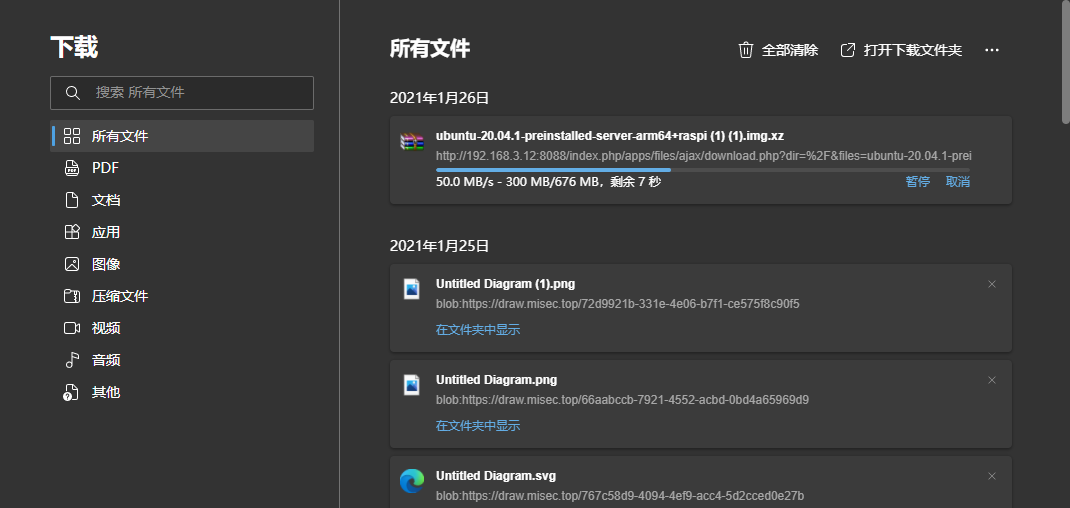 下载
搜索 所有文件
所有文件
PDF
文档
应用
图像
压缩文件
视频
音频
其他
所有文件
全部清除
打开下载文件夹
2021年1月26日
ubuntu-20.04.1-preinstalled-server-arm64+raspi (1) (1).img.xz
http://192.168.3.12:8088/index.php/apps/files/ajax/download.php?dir=%2F&files=ubuntu-20.04.1-prei
50.0 MB/s - 300 MB/676 MB，剩余 7 秒
暂停
取消
2021年1月25日
Untitled Diagram (1).png
blob:https://draw.misec.top/72d9921b-331e-4e06-b7f1-ce575f8c90f5
在文件夹中显示
Untitled Diagram.png
blob:https://draw.misec.top/66aabccb-7921-4552-acbd-0bd4a65969d9
在文件夹中显示
Untitled Diagram.svg
blob:https://draw.misec.top/767c58d9-4094-4ef9-acc4-5d2cced0e27b